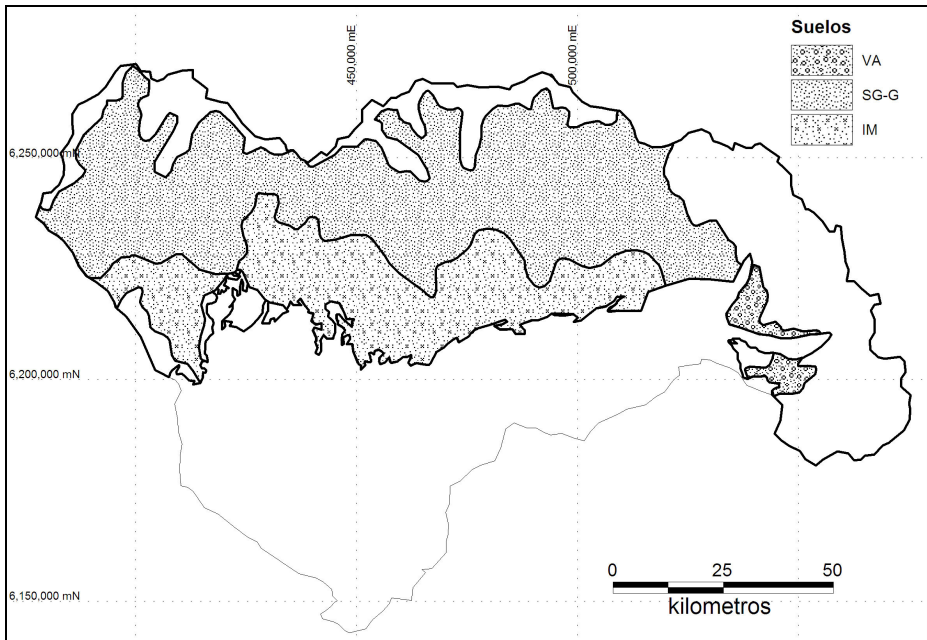 Suelos
VA
SG-G
IM
450,000 mE
500,000 mE
6,250,000 mN
6,200,000 mN
6,150,000 mN
0 25 50
kilometros